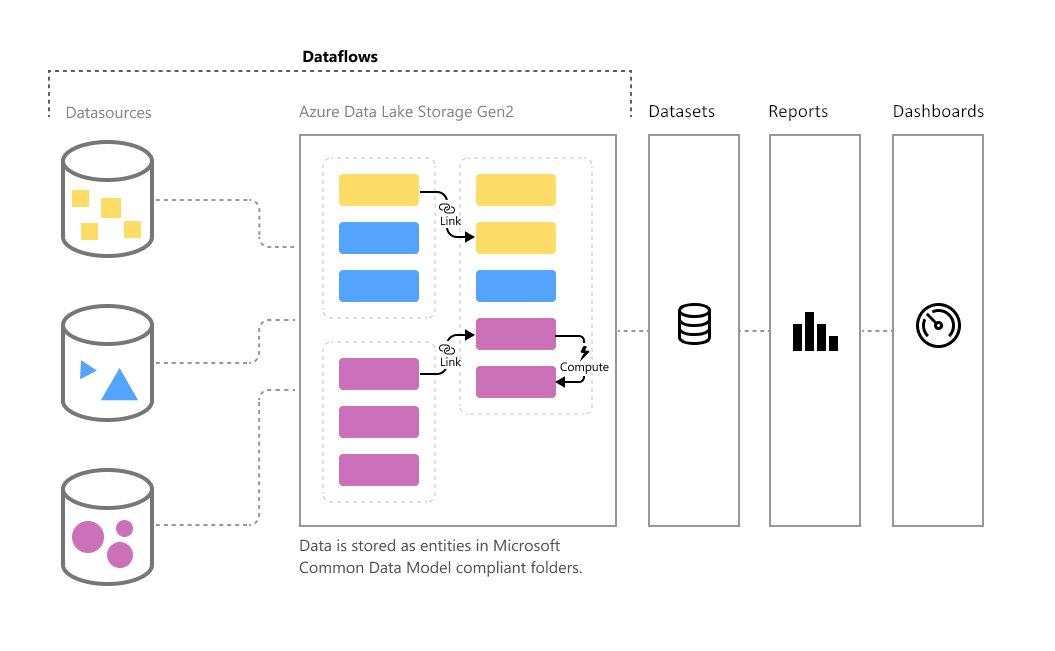 Dataflows
Datasources
Azure Data Lake Storage Gen2
Datasets
Reports
Dashboards
Link
Link
Compute
Data is stored as entities in Microsoft
Common Data Model compliant folders.